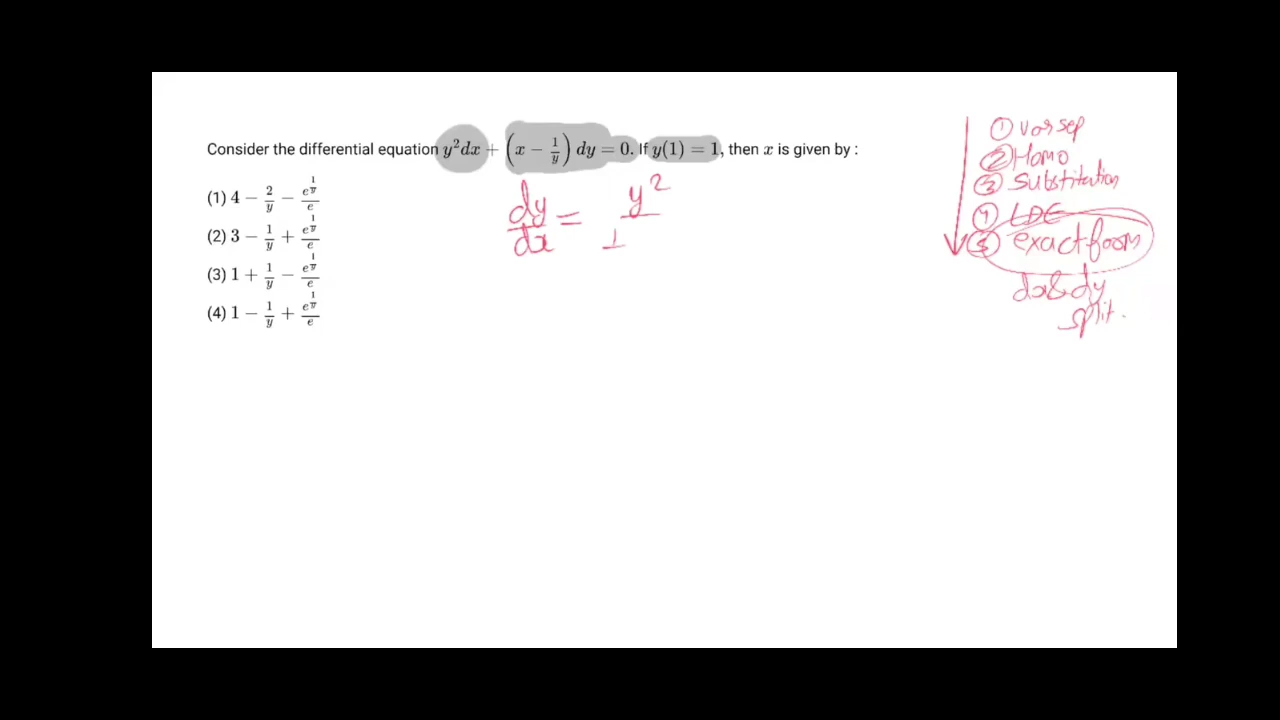 Consider the differential equation y²dx + (x − 1/y) dy = 0. If y(1) = 1, then x is given by :
(1) 4 − 2/y − e^(1/y)/e
(2) 3 − 1/y + e^(1/y)/e
(3) 1 + 1/y − e^(1/y)/e
(4) 1 − 1/y + e^(1/y)/e
dy/dx = y²/1
① var sep
② Homo
③ Substitution
④ LDE
⑤ exact form
dx & dy
split.